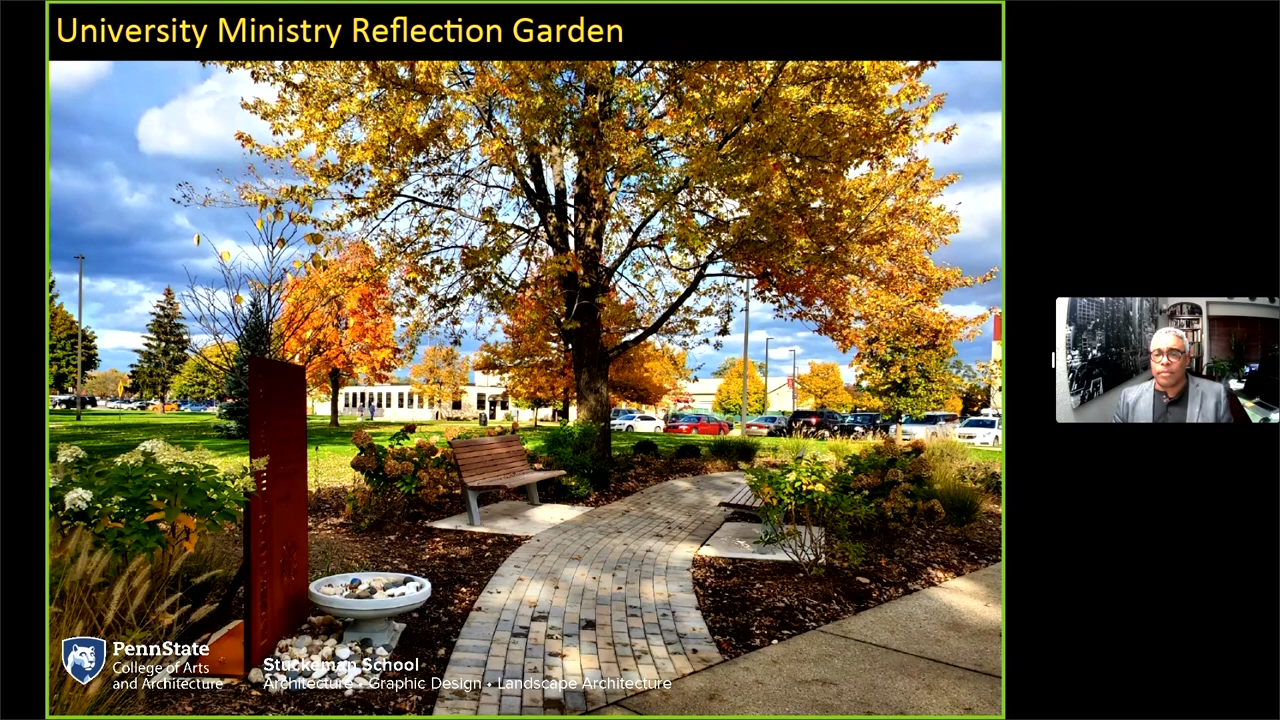 University Ministry Reflection Garden
PennState
College of Arts
and Architecture
Stuckeman School
Architecture • Graphic Design • Landscape Architecture